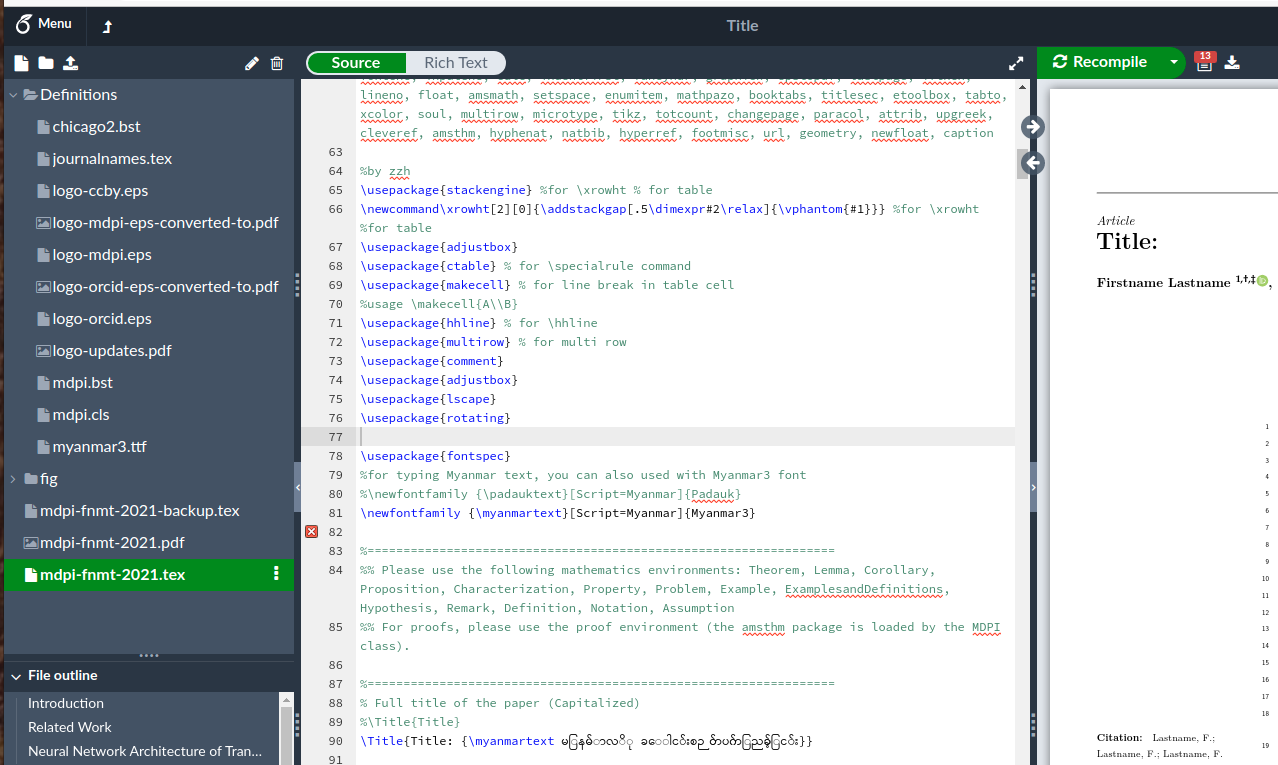 Menu
Title
Source
Rich Text
Recompile
13
Definitions
chicago2.bst
journalnames.tex
logo-ccby.eps
logo-mdpi-eps-converted-to.pdf
logo-mdpi.eps
logo-orcid-eps-converted-to.pdf
logo-orcid.eps
logo-updates.pdf
mdpi.bst
mdpi.cls
myanmar3.ttf
fig
mdpi-fnmt-2021-backup.tex
mdpi-fnmt-2021.pdf
mdpi-fnmt-2021.tex
File outline
Introduction
Related Work
Neural Network Architecture of Tran...
lineno, float, amsmath, setspace, enumitem, mathpazo, booktabs, titlesec, etoolbox, tabto,
xcolor, soul, multirow, microtype, tikz, totcount, changepage, paracol, attrib, upgreek,
cleveref, amsthm, hyphenat, natbib, hyperref, footmisc, url, geometry, newfloat, caption
63
64 %by zzh
65 \usepackage{stackengine} %for \xrowht % for table
66 \newcommand\xrowht[2][0]{\addstackgap[.5\dimexpr#2\relax]{\vphantom{#1}}} %for \xrowht
%for table
67 \usepackage{adjustbox}
68 \usepackage{ctable} % for \specialrule command
69 \usepackage{makecell} % for line break in table cell
70 %usage \makecell{A\\B}
71 \usepackage{hhline} % for \hhline
72 \usepackage{multirow} % for multi row
73 \usepackage{comment}
74 \usepackage{adjustbox}
75 \usepackage{lscape}
76 \usepackage{rotating}
77
78 \usepackage{fontspec}
79 %for typing Myanmar text, you can also used with Myanmar3 font
80 %\newfontfamily {\padauktext}[Script=Myanmar]{Padauk}
81 \newfontfamily {\myanmartext}[Script=Myanmar]{Myanmar3}
82
83 %=================================================================
84 %% Please use the following mathematics environments: Theorem, Lemma, Corollary,
Proposition, Characterization, Property, Problem, Example, ExamplesandDefinitions,
Hypothesis, Remark, Definition, Notation, Assumption
85 %% For proofs, please use the proof environment (the amsthm package is loaded by the MDPI
class).
86
87 %=================================================================
88 % Full title of the paper (Capitalized)
89 %\Title{Title}
90 \Title{Title: {\myanmartext မြန်မာလို ခေါင်းစဉ်တပ်ကြည့်ခြင်း}}
91
Article
Title:
Firstname Lastname 1,†,‡,
1
2
3
4
5
6
7
8
9
10
11
12
13
14
15
16
17
18
Citation: Lastname, F.;
19
Lastname, F.; Lastname, F.